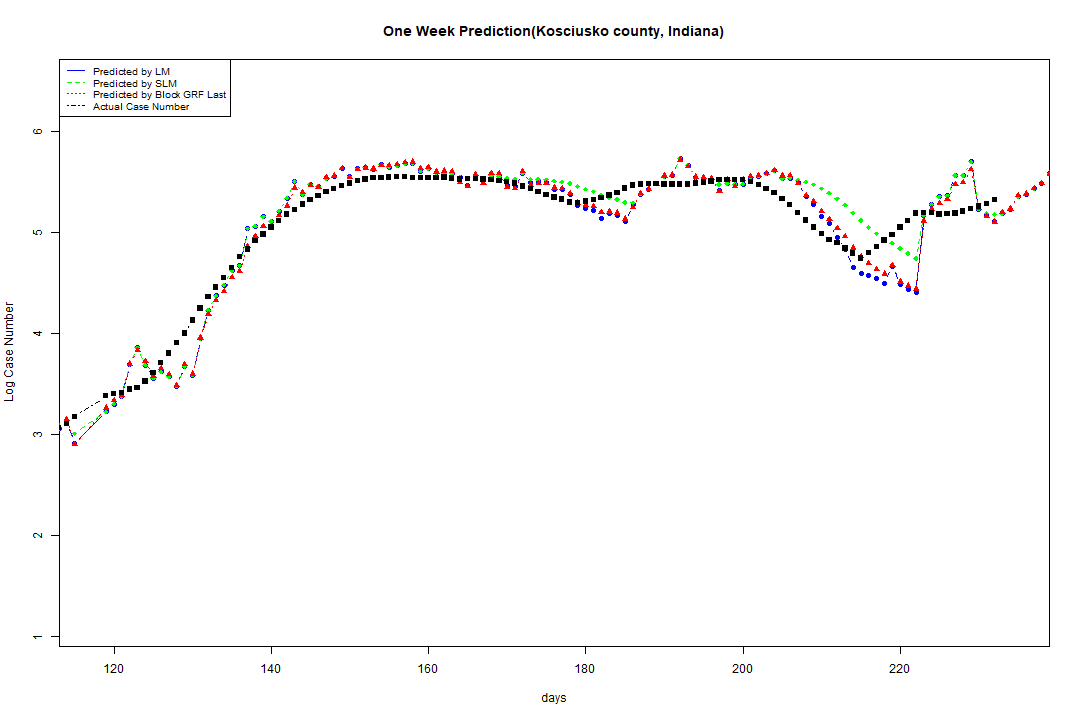 One Week Prediction(Kosciusko county, Indiana)
Predicted by LM
Predicted by SLM
Predicted by Block GRF Last
Actual Case Number
6
5
4
3
2
1
Log Case Number
120 140 160 180 200 220
days